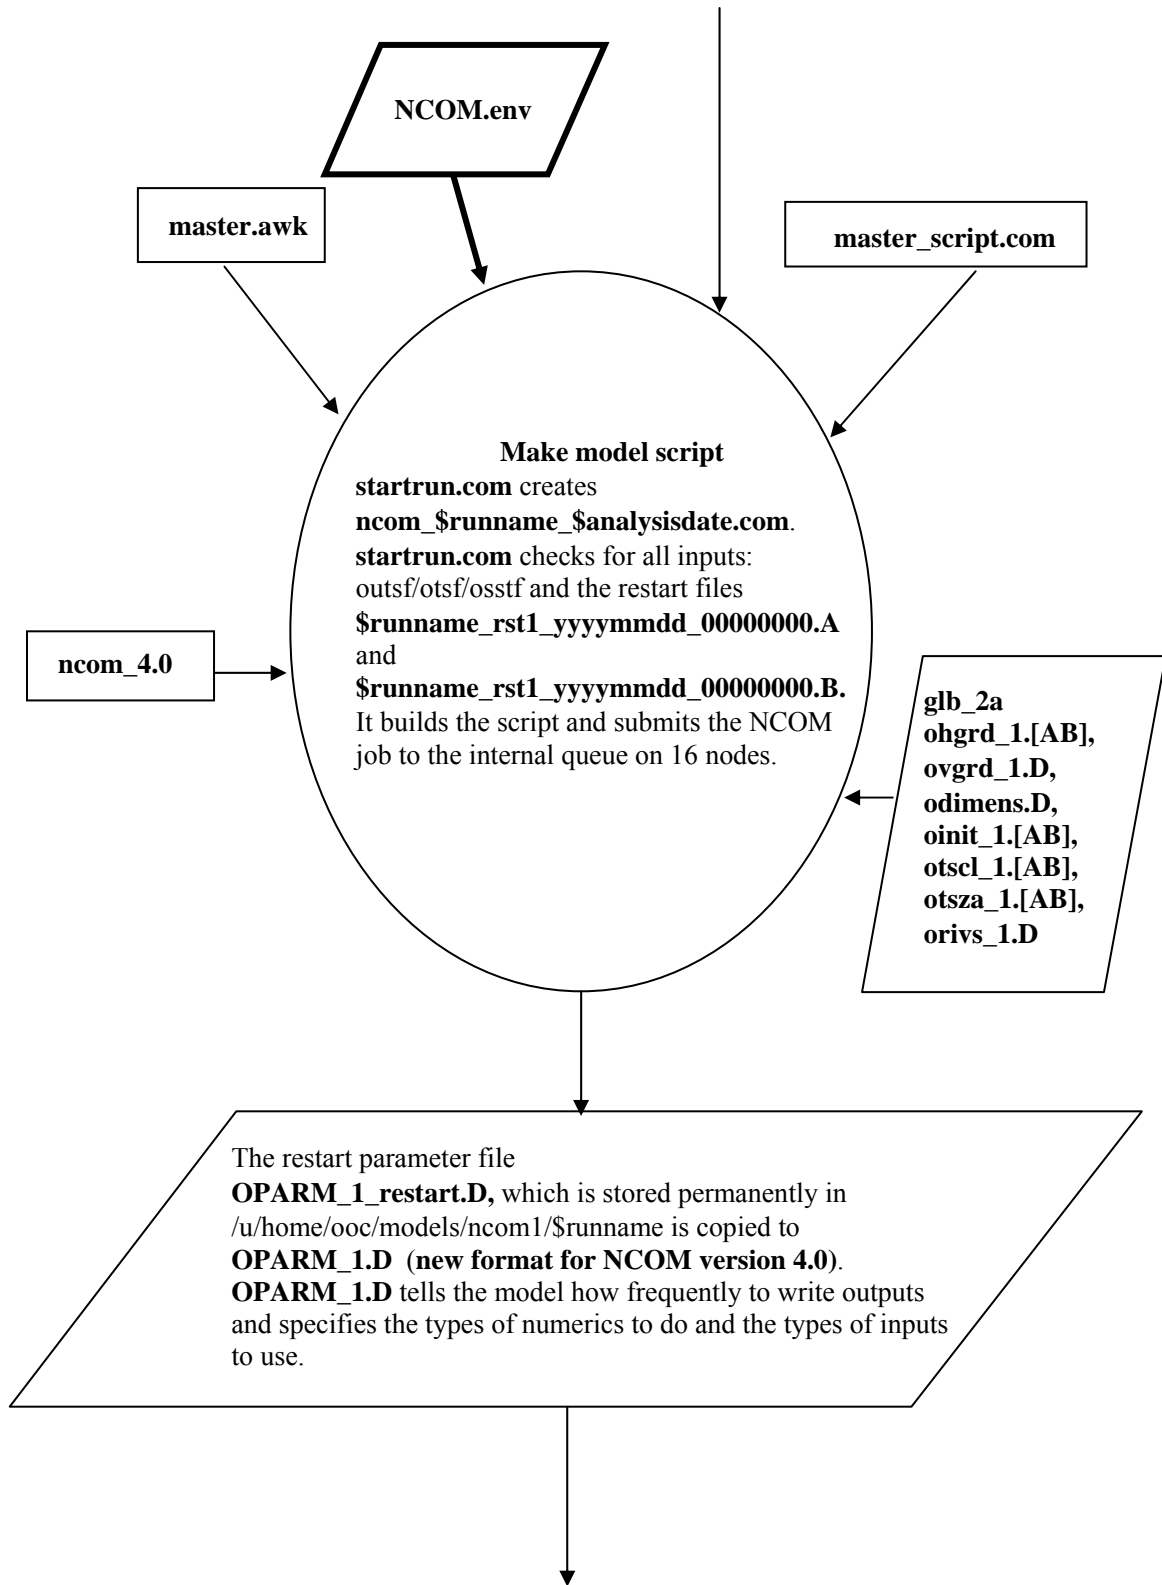 NCOM.env
master.awk
master_script.com
Make model script
startrun.com creates
ncom_$runname_$analysisdate.com.
startrun.com checks for all inputs:
outsf/otsf/osstf and the restart files
$runname_rst1_yyyymmdd_00000000.A
and
$runname_rst1_yyyymmdd_00000000.B.
It builds the script and submits the NCOM
job to the internal queue on 16 nodes.
ncom_4.0
glb_2a
ohgrd_1.[AB],
ovgrd_1.D,
odimens.D,
oinit_1.[AB],
otscl_1.[AB],
otsza_1.[AB],
orivs_1.D
The restart parameter file
OPARM_1_restart.D, which is stored permanently in
/u/home/ooc/models/ncom1/$runname is copied to
OPARM_1.D (new format for NCOM version 4.0).
OPARM_1.D tells the model how frequently to write outputs
and specifies the types of numerics to do and the types of inputs
to use.